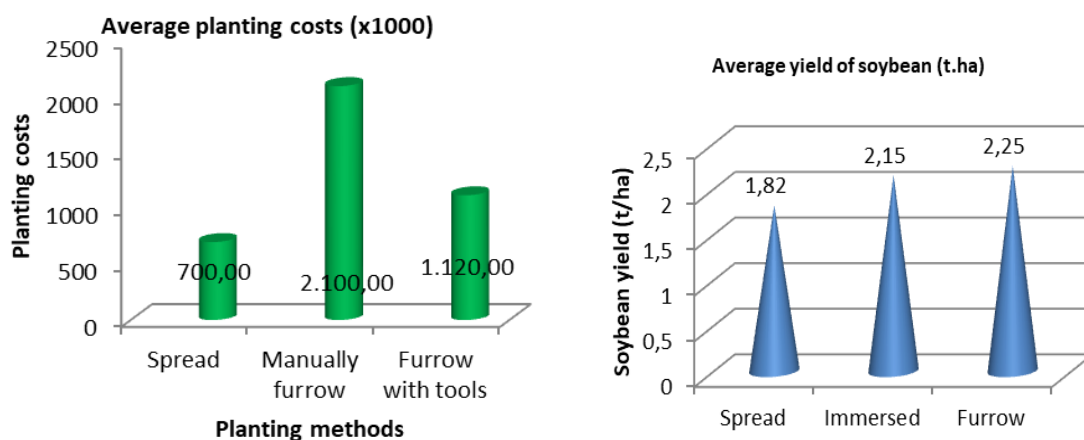 Average planting costs (x1000)
Planting costs
2500
2000
1500
1000
500
0
700,00
2.100,00
1.120,00
Spread
Manually
furrow
Furrow
with tools
Planting methods
Average yield of soybean (t.ha)
Soybean yield (t/ha)
2,5
2
1,5
1
0,5
0
1,82
2,15
2,25
Spread
Immersed
Furrow